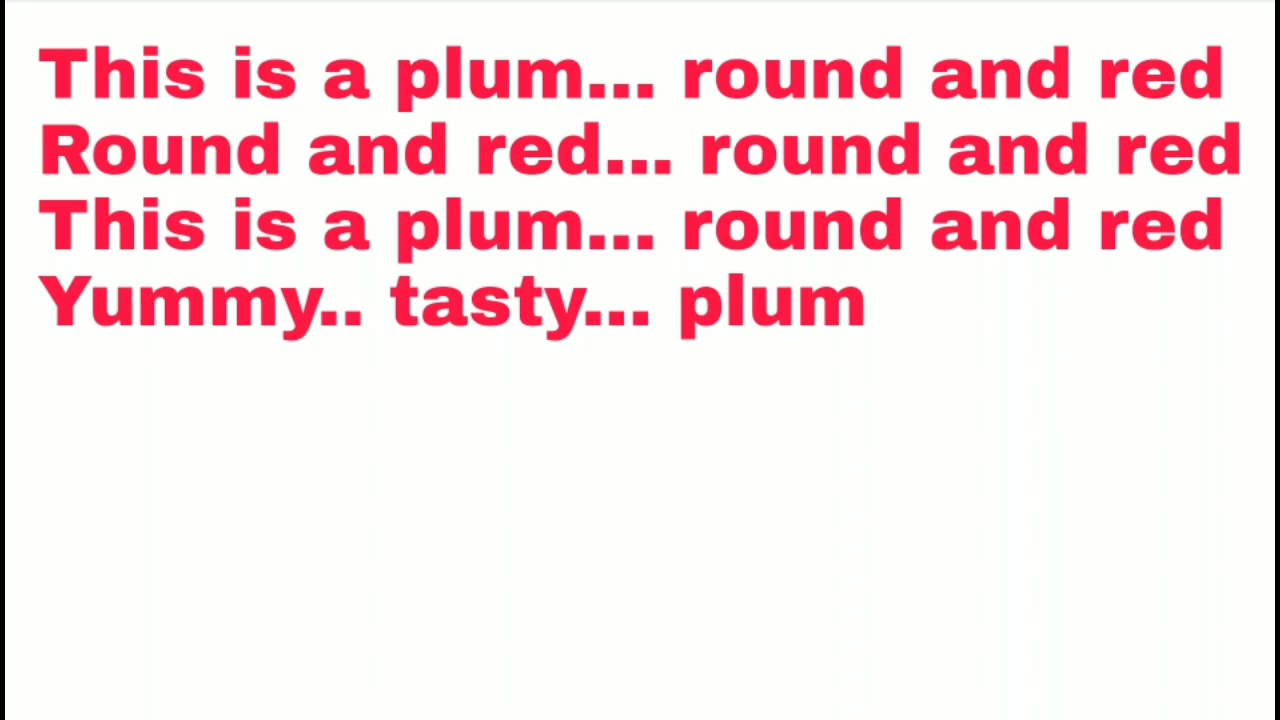 This is a plum... round and red
Round and red... round and red
This is a plum... round and red
Yummy.. tasty... plum